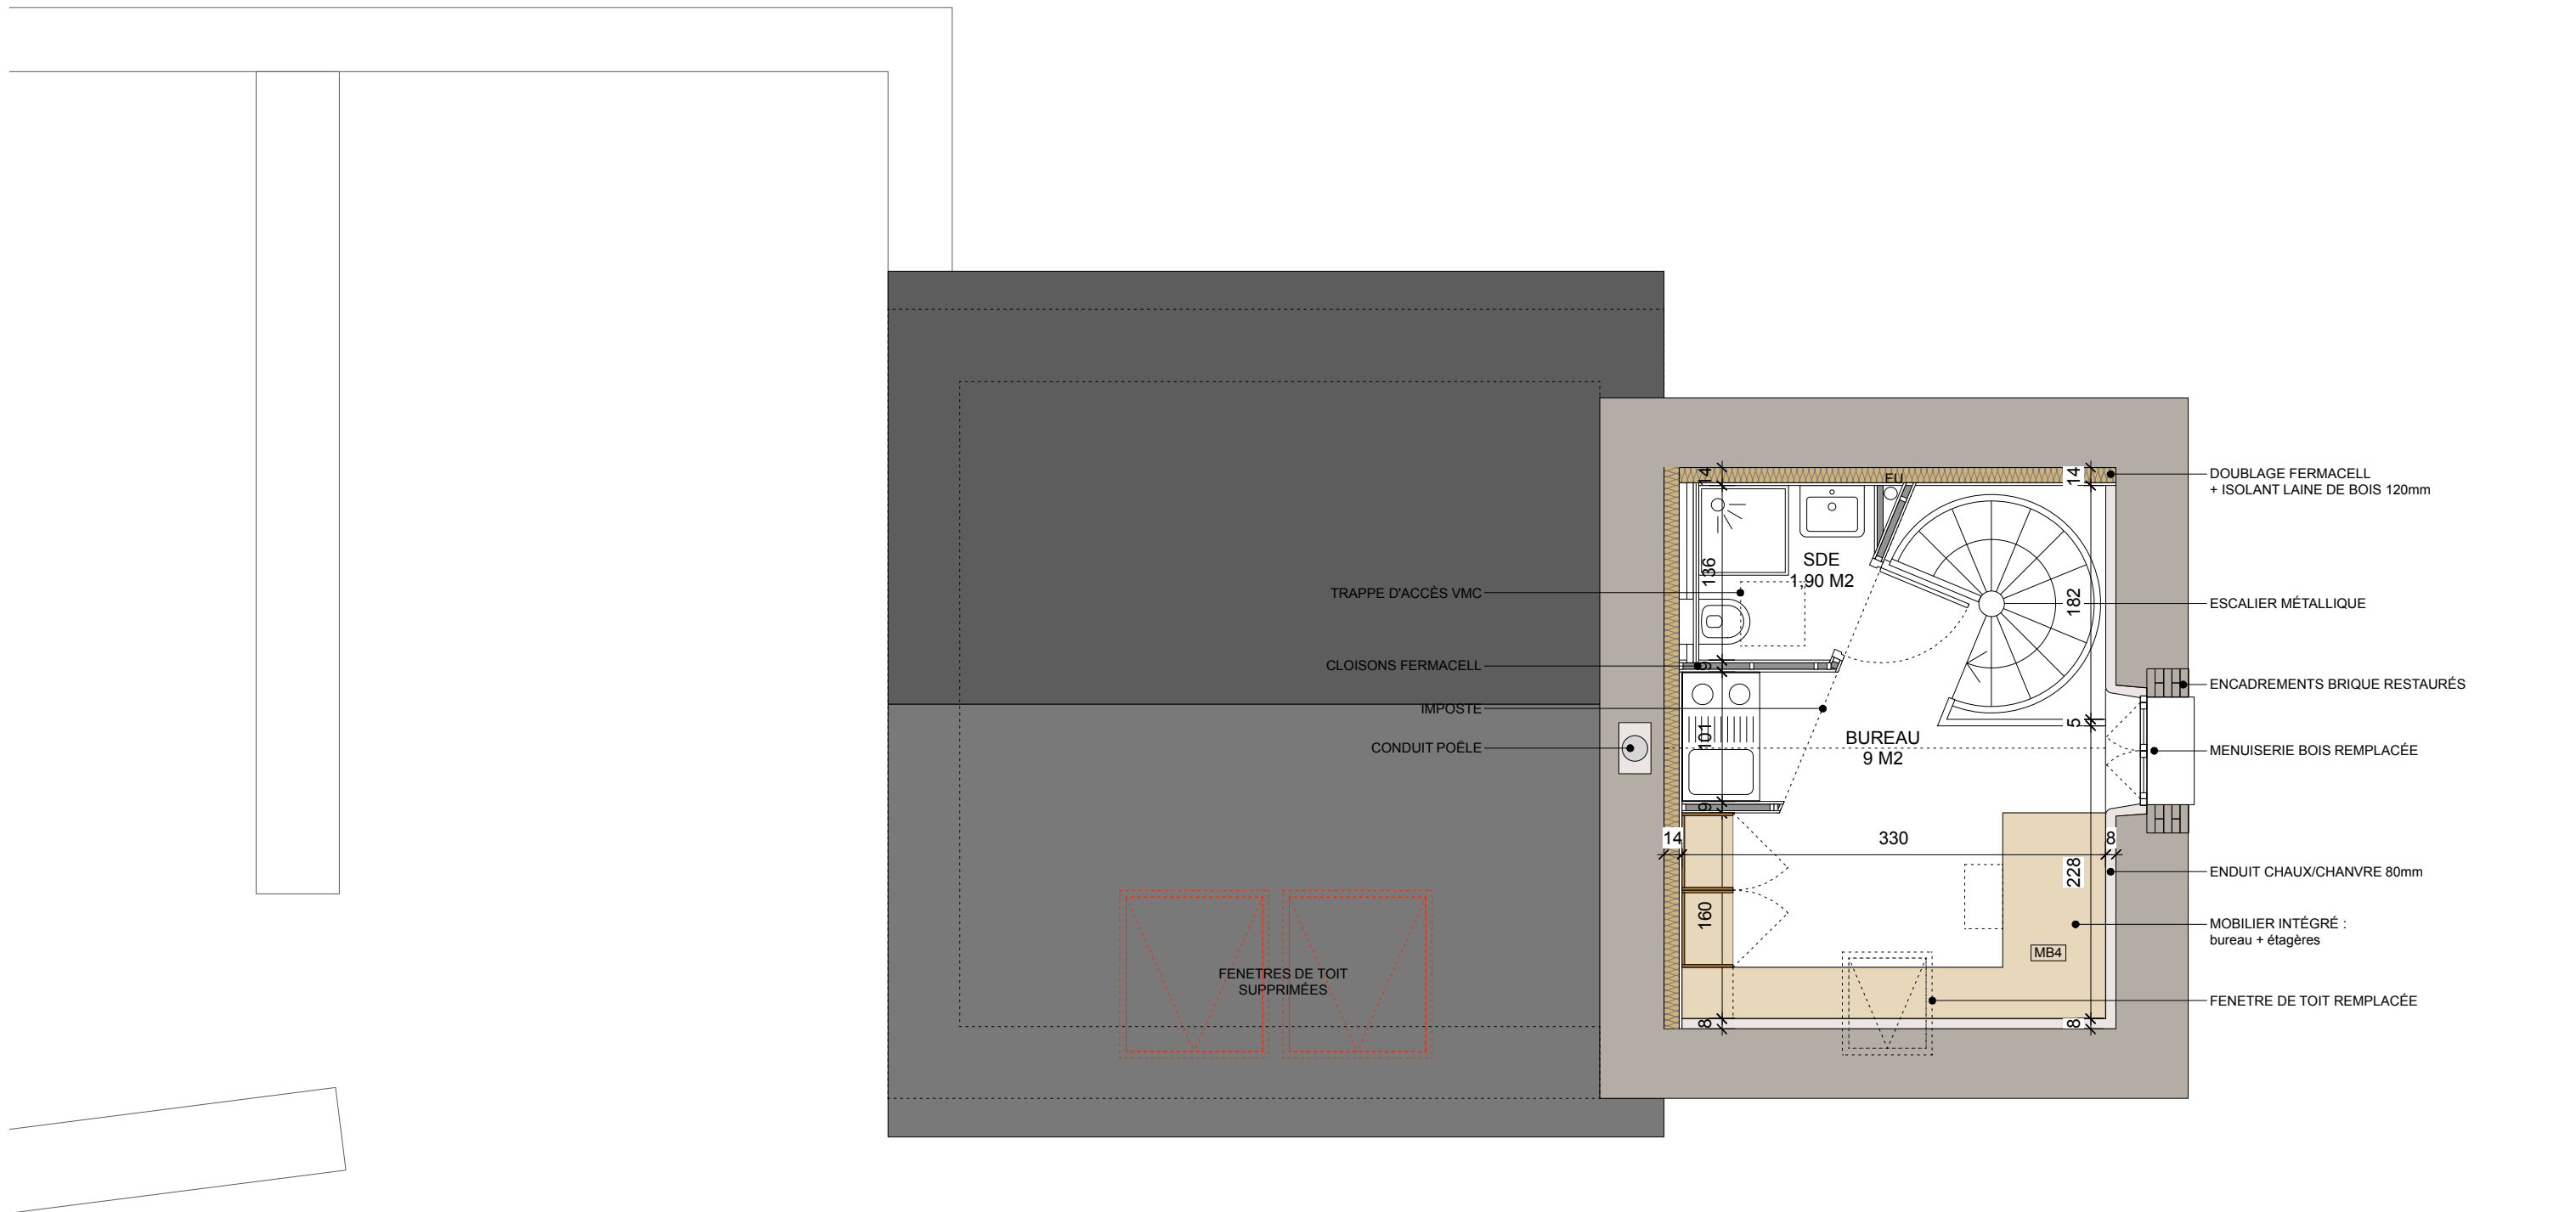 TRAPPE D'ACCÈS VMC
CLOISONS FERMACELL
IMPOSTE
CONDUIT POËLE
FENETRES DE TOIT
SUPPRIMÉES
14
EU
14
136
SDE
1,90 M2
182
9
101
BUREAU
9 M2
5
9
14
330
8
228
160
MB4
8
8
DOUBLAGE FERMACELL
+ ISOLANT LAINE DE BOIS 120mm
ESCALIER MÉTALLIQUE
ENCADREMENTS BRIQUE RESTAURÉS
MENUISERIE BOIS REMPLACÉE
ENDUIT CHAUX/CHANVRE 80mm
MOBILIER INTÉGRÉ :
bureau + étagères
FENETRE DE TOIT REMPLACÉE